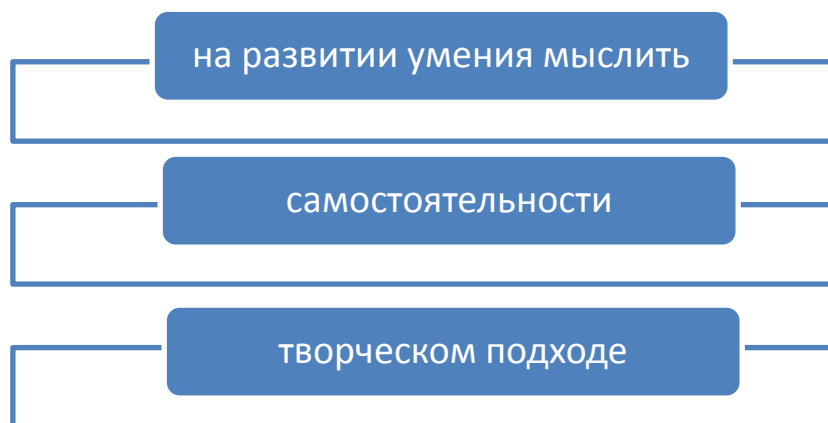 на развитии умения мыслить
самостоятельности
творческом подходе